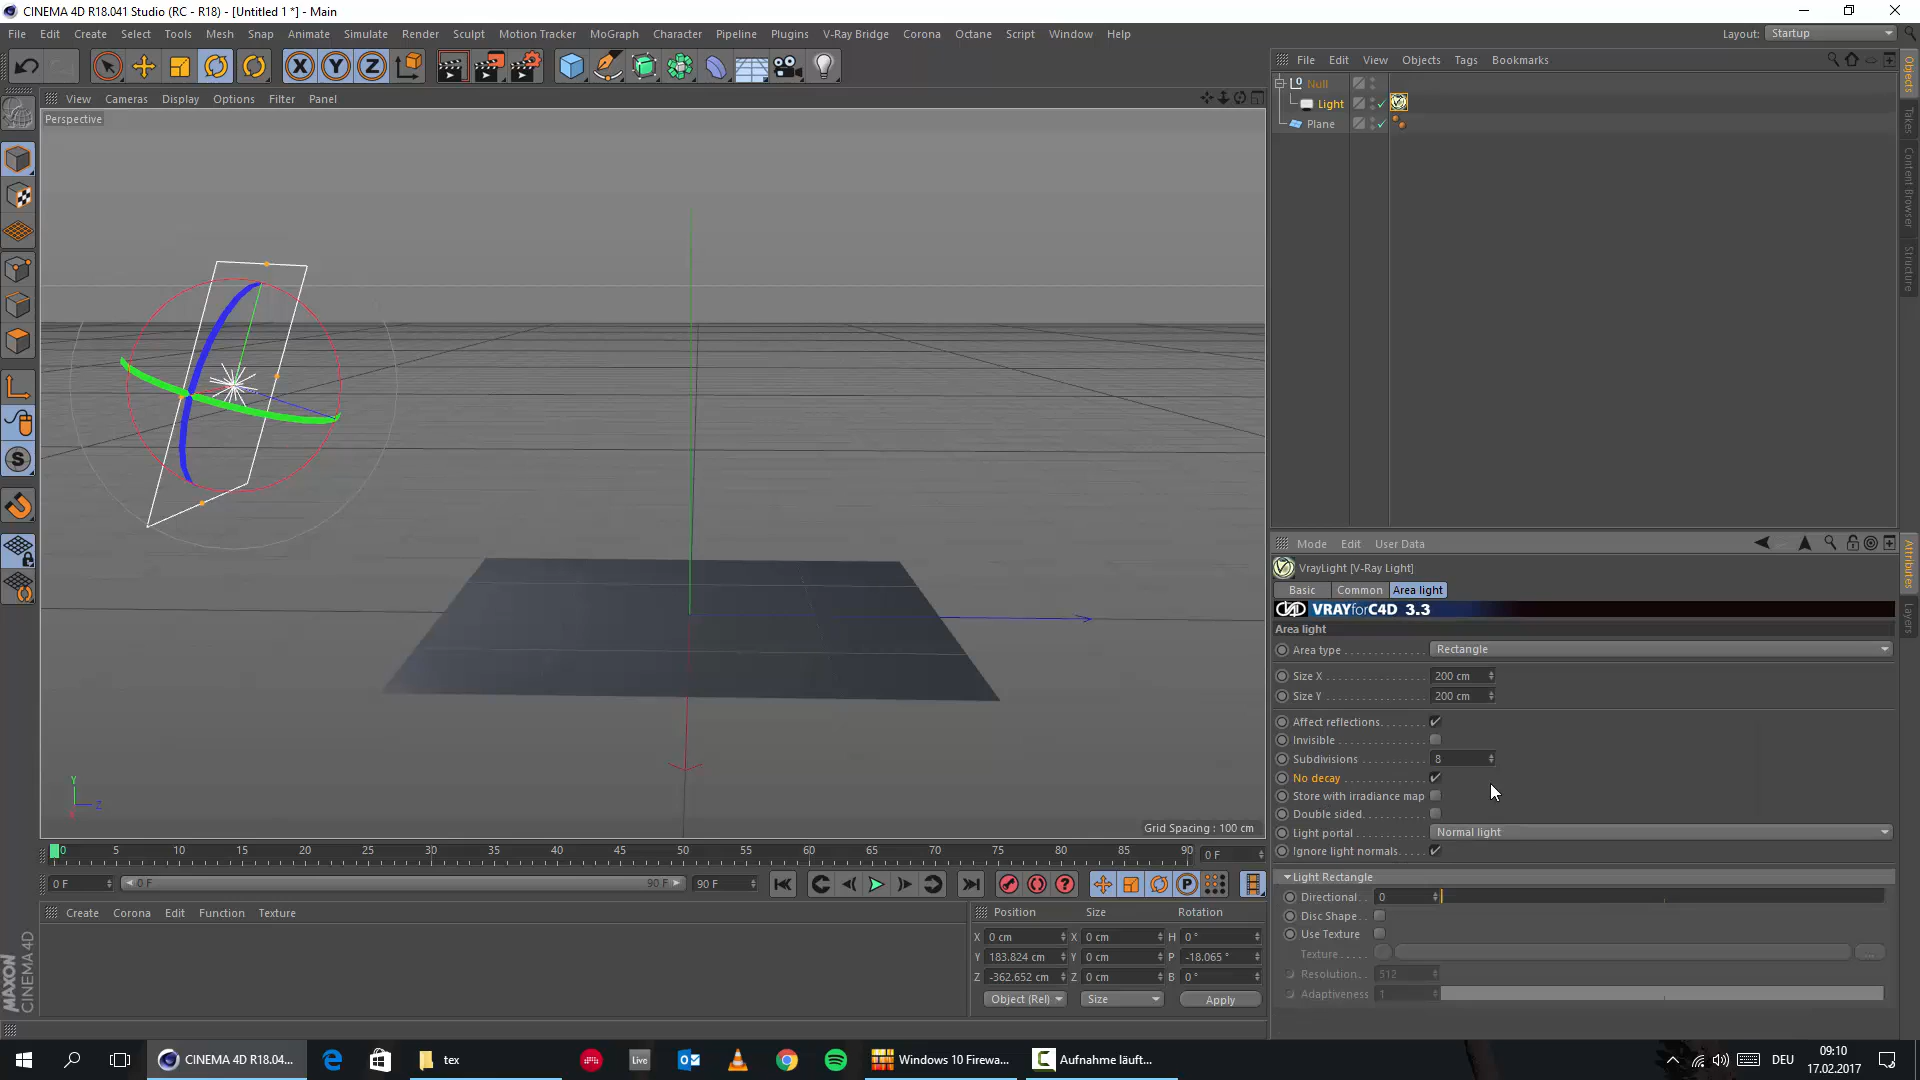 CINEMA 4D R18.041 Studio (RC - R18) - [Untitled 1 *] - Main
File Edit Create Select Tools Mesh Snap Animate Simulate Render Sculpt Motion Tracker MoGraph Character Pipeline Plugins V-Ray Bridge Corona Octane Script Window Help Layout: Startup
File Edit View Objects Tags Bookmarks
Null
Light
Plane
Objects
Takes
Content Browser
Structure
View Cameras Display Options Filter Panel
Perspective
Y
Z
X
Grid Spacing : 100 cm
Mode Edit User Data
VrayLight [V-Ray Light]
Basic Common Area light
VRAYforC4D 3.3
Area light
Area type Rectangle
Size X 200 cm
Size Y 200 cm
Affect reflections
Invisible
Subdivisions 8
No decay
Store with irradiance map
Double sided
Light portal Normal light
Ignore light normals
Light Rectangle
Directional 0
Disc Shape
Use Texture
Texture ...
Resolution 512
Adaptiveness 1
Attributes
Layers
0 5 10 15 20 25 30 35 40 45 50 55 60 65 70 75 80 85 90 0 F
0 F 0 F 90 F 90 F
Create Corona Edit Function Texture
Position Size Rotation
X 0 cm X 0 cm H 0 °
Y 183.824 cm Y 0 cm P -18.065 °
Z -362.652 cm Z 0 cm B 0 °
Object (Rel) Size Apply
MAXON
CINEMA 4D
CINEMA 4D R18.04... tex Live Windows 10 Firewa... Aufnahme läuft... DEU 09:10
17.02.2017